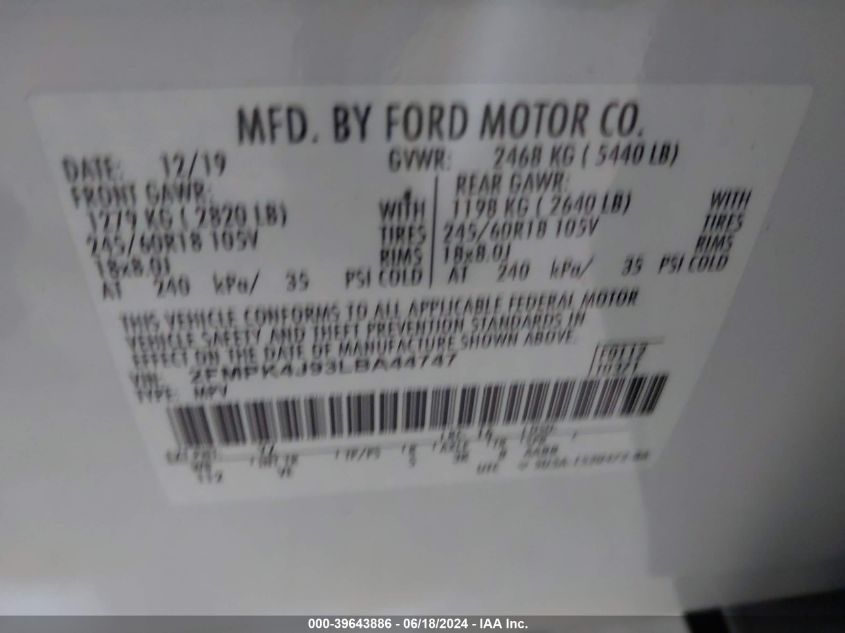 MFD. BY FORD MOTOR CO.
DATE: 12/19 GVWR: 2468 KG ( 5440 LB)
FRONT GAWR: REAR GAWR:
1279 KG ( 2820 LB) WITH 1198 KG ( 2640 LB) WITH
245/60R18 105V TIRES 245/60R18 105V TIRES
18x8.0J RIMS 18x8.0J RIMS
AT 240 kPa/ 35 PSI COLD AT 240 kPa/ 35 PSI COLD
THIS VEHICLE CONFORMS TO ALL APPLICABLE FEDERAL MOTOR
VEHICLE SAFETY AND THEFT PREVENTION STANDARDS IN
EFFECT ON THE DATE OF MANUFACTURE SHOWN ABOVE.
VIN: 2FMPK4J93LBA44747
TYPE: MPV
112
UTC
000-39643886 - 06/18/2024 - IAA Inc.